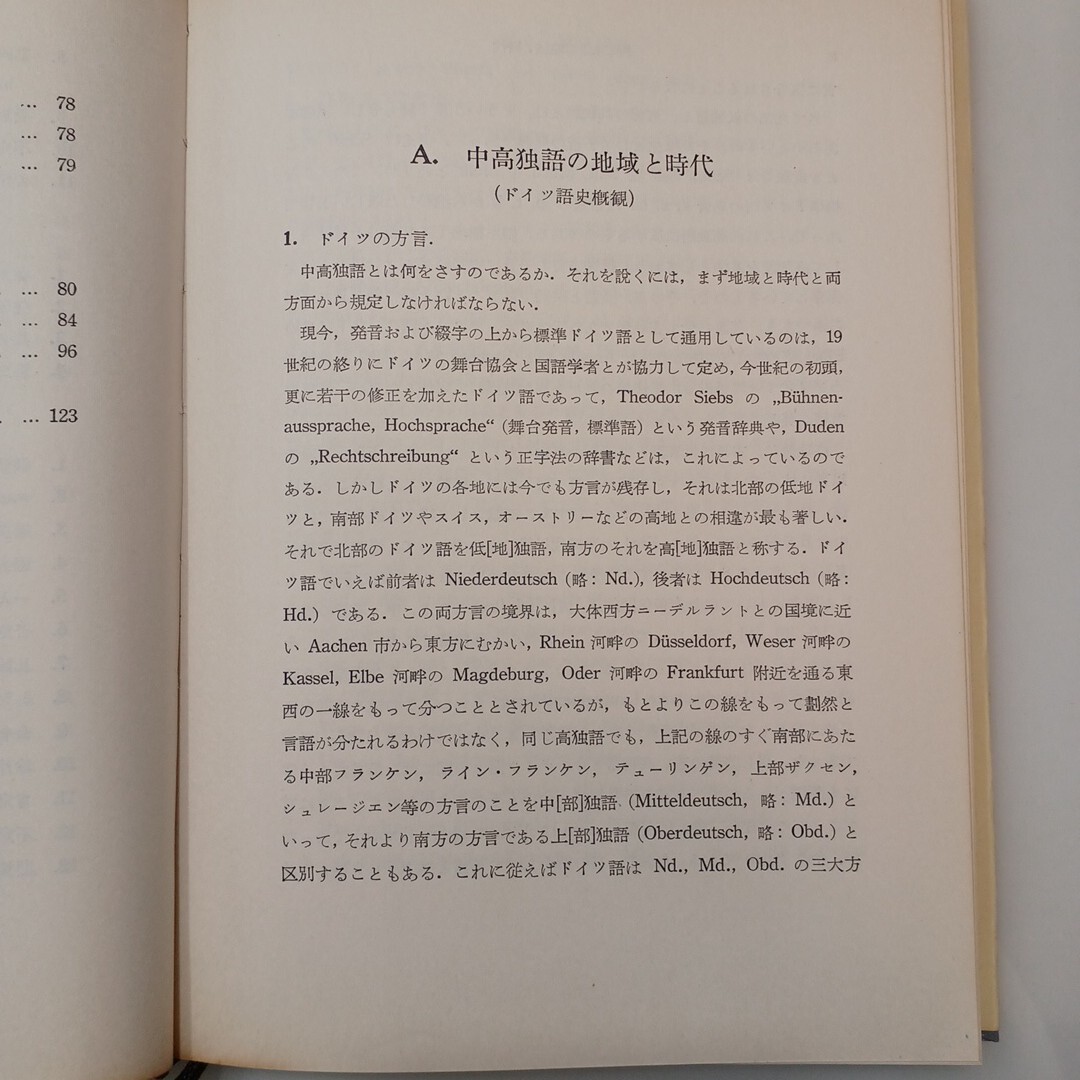 … 78
… 78
… 79
… 80
… 84
… 96
… 123
A. 中高独語の地域と時代
(ドイツ語史概観)
1. ドイツの方言.
中高独語とは何をさすのであるか. それを説くには, まず地域と時代と両
方面から規定しなければならない.
現今, 発音および綴字の上から標準ドイツ語として通用しているのは, 19
世紀の終りにドイツの舞台協会と国語学者とが協力して定め, 今世紀の初頭,
更に若干の修正を加えたドイツ語であって, Theodor Siebs の „Bühnen-
aussprache, Hochsprache“ (舞台発音, 標準語) という発音辞典や, Duden
の „Rechtschreibung“ という正字法の辞書などは, これによっているので
ある. しかしドイツの各地には今でも方言が残存し, それは北部の低地ドイ
ツと, 南部ドイツやスイス, オーストリーなどの高地との相違が最も著しい.
それで北部のドイツ語を低[地]独語, 南方のそれを高[地]独語と称する. ドイ
ツ語でいえば前者は Niederdeutsch (略: Nd.), 後者は Hochdeutsch (略:
Hd.) である. この両方言の境界は, 大体西方ニーデルラントとの国境に近
い Aachen 市から東方にむかい, Rhein 河畔の Düsseldorf, Weser 河畔の
Kassel, Elbe 河畔の Magdeburg, Oder 河畔の Frankfurt 附近を通る東
西の一線をもって分つこととされているが, もとよりこの線をもって劃然と
言語が分たれるわけではなく, 同じ高独語でも, 上記の線のすぐ南部にあた
る中部フランケン, ライン・フランケン, テューリンゲン, 上部ザクセン,
シュレージエン等の方言のことを中[部]独語 (Mitteldeutsch, 略: Md.) と
いって, それより南方の方言である上[部]独語 (Oberdeutsch, 略: Obd.) と
区別することもある. これに従えばドイツ語は Nd., Md., Obd. の三大方